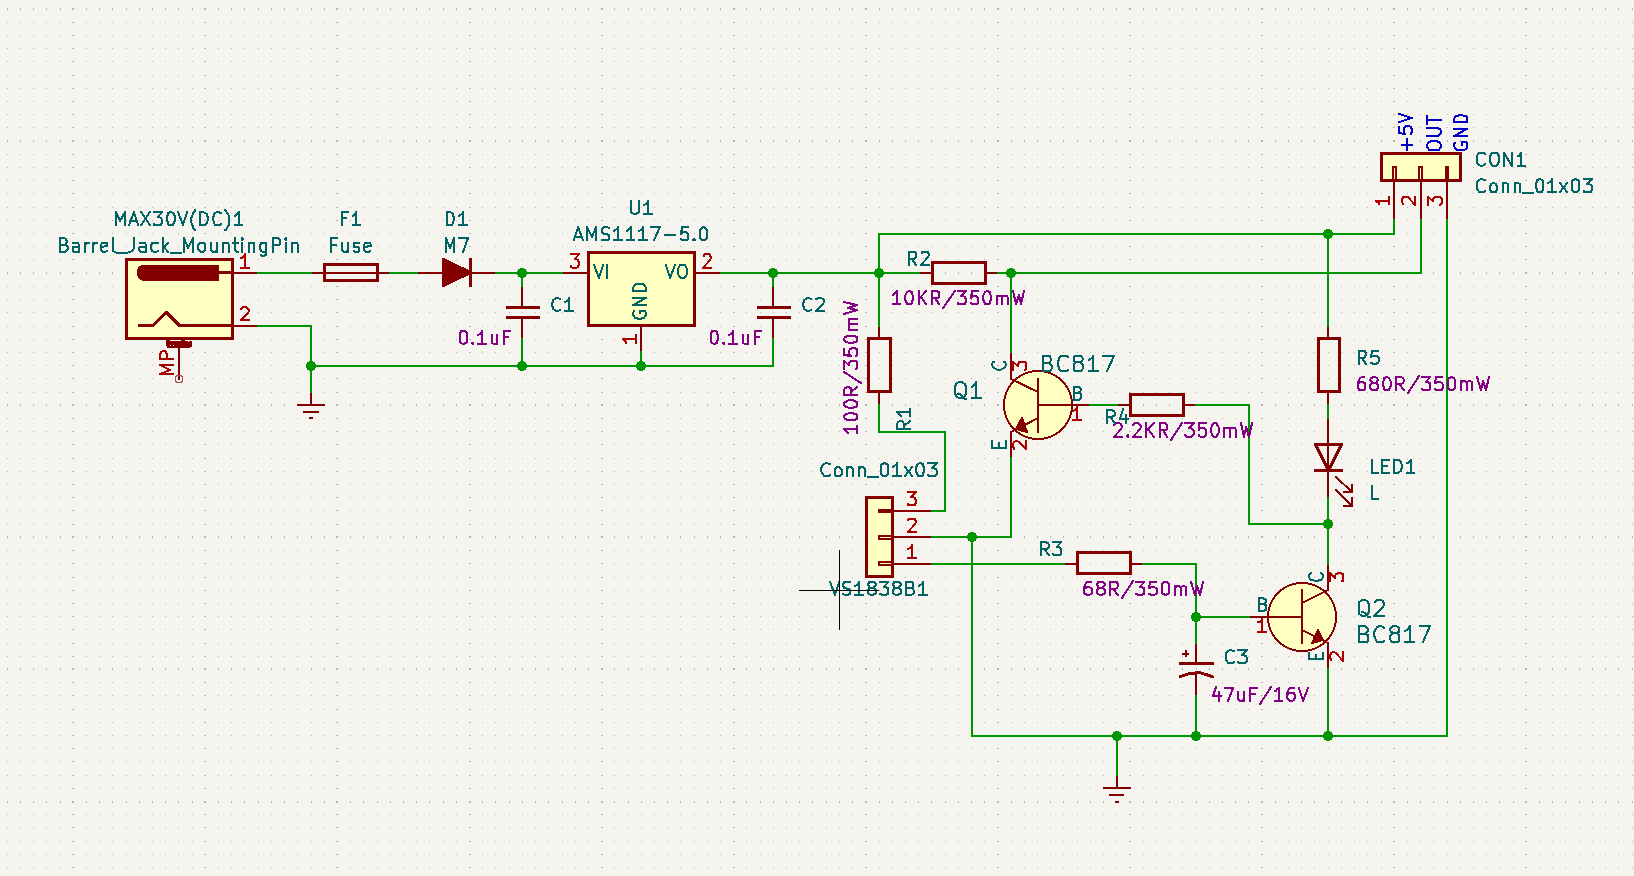 +5V
OUT
GND
CON1
Conn_01x03
1
2
3
MAX30V(DC)1
Barrel_Jack_MountingPin
1
2
MP
F1
Fuse
D1
M7
U1
AMS1117-5.0
3
VI
VO
2
GND
1
C1
0.1uF
C2
0.1uF
R2
10KR/350mW
100R/350mW
R1
C
3
BC817
Q1
B
1
E
2
R4
2.2KR/350mW
R5
680R/350mW
LED1
L
Conn_01x03
3
2
1
VS1838B1
R3
68R/350mW
C
3
B
1
Q2
BC817
E
2
+
C3
47uF/16V